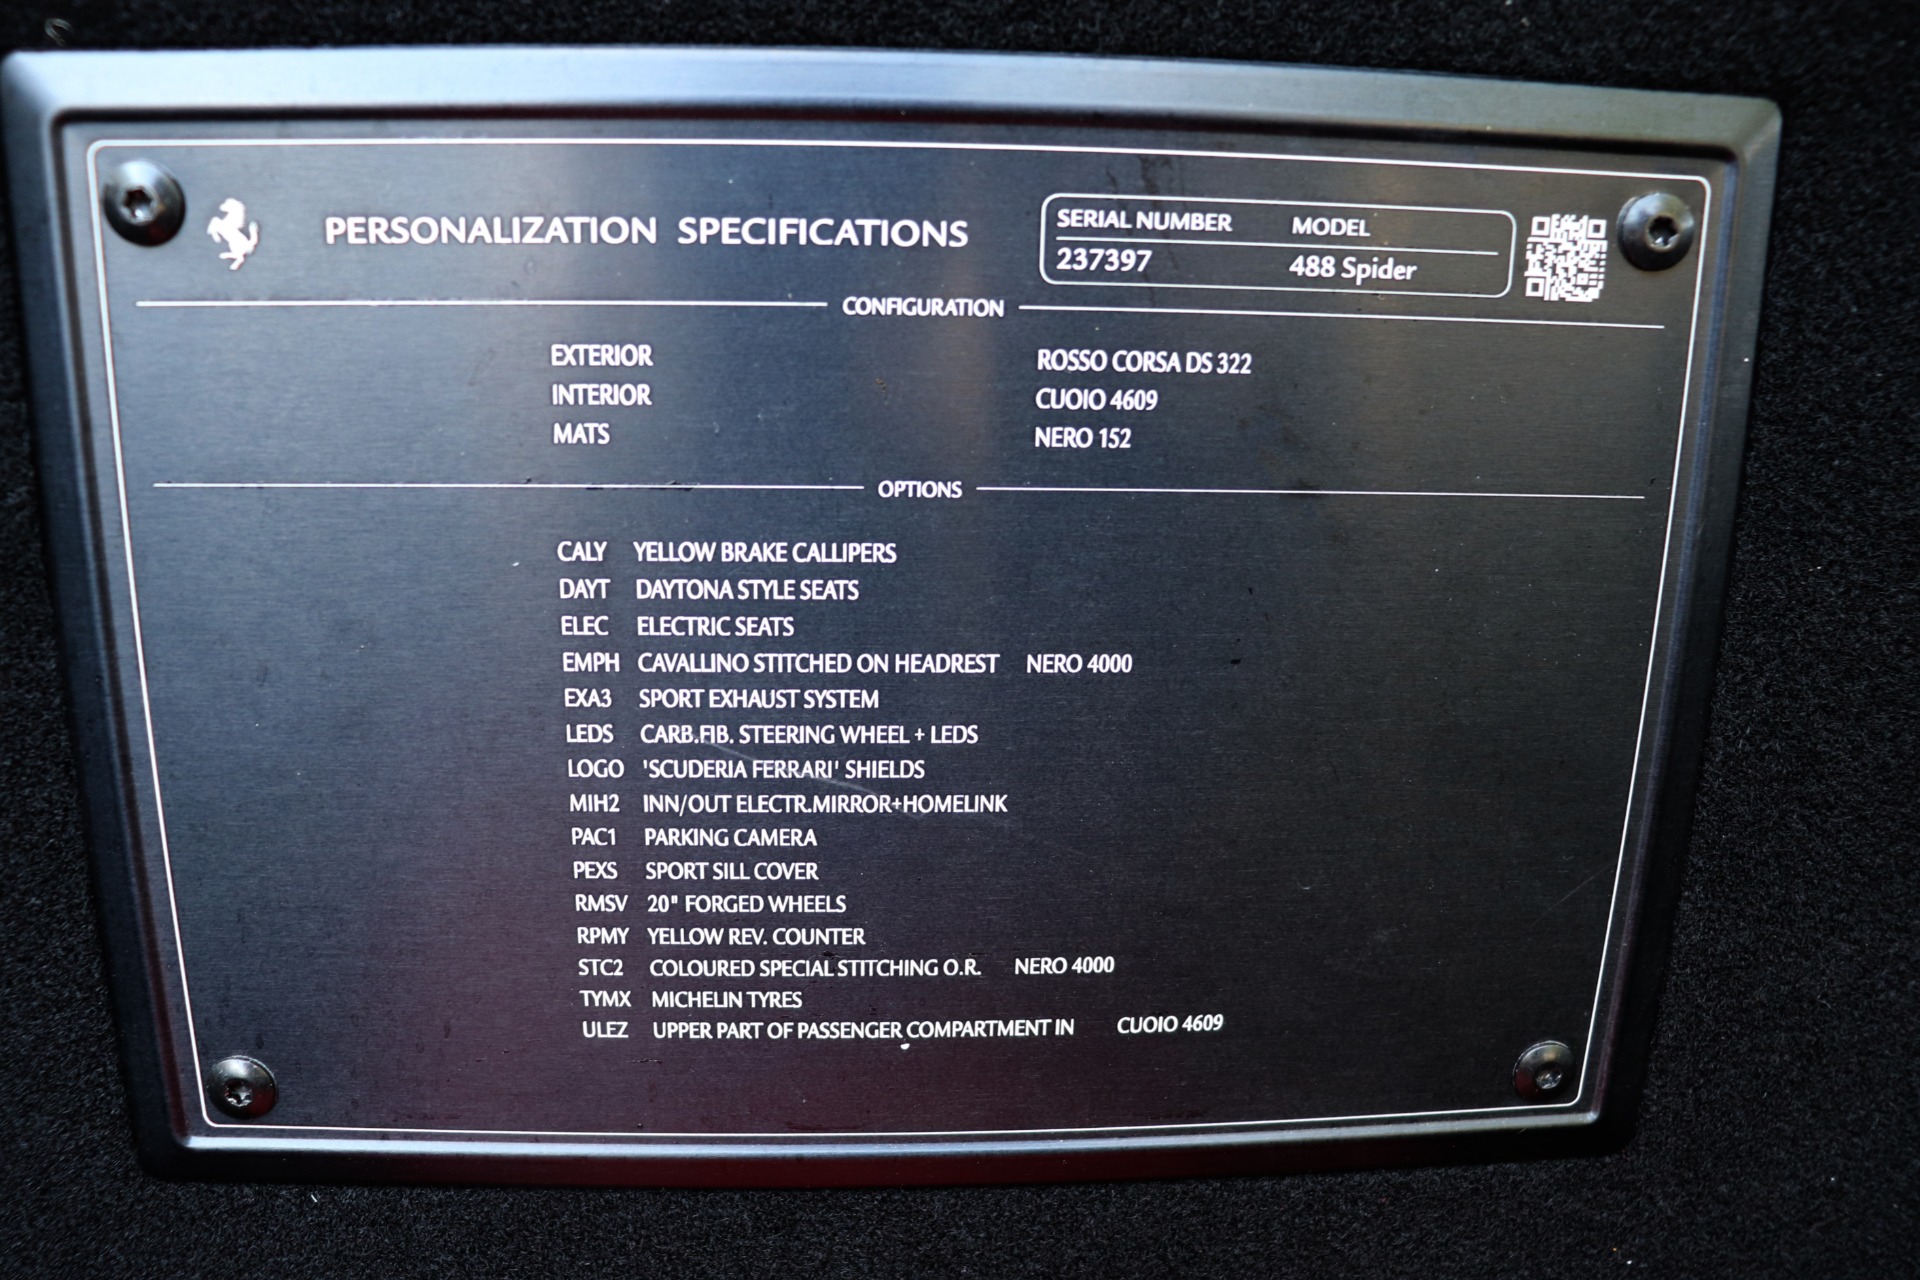 PERSONALIZATION SPECIFICATIONS
SERIAL NUMBER MODEL
237397 488 Spider
CONFIGURATION
EXTERIOR ROSSO CORSA DS 322
INTERIOR CUOIO 4609
MATS NERO 152
OPTIONS
CALY YELLOW BRAKE CALLIPERS
DAYT DAYTONA STYLE SEATS
ELEC ELECTRIC SEATS
EMPH CAVALLINO STITCHED ON HEADREST NERO 4000
EXA3 SPORT EXHAUST SYSTEM
LEDS CARB.FIB. STEERING WHEEL + LEDS
LOGO 'SCUDERIA FERRARI' SHIELDS
MIH2 INN/OUT ELECTR.MIRROR+HOMELINK
PAC1 PARKING CAMERA
PEXS SPORT SILL COVER
RMSV 20" FORGED WHEELS
RPMY YELLOW REV. COUNTER
STC2 COLOURED SPECIAL STITCHING O.R. NERO 4000
TYMX MICHELIN TYRES
ULEZ UPPER PART OF PASSENGER COMPARTMENT IN CUOIO 4609